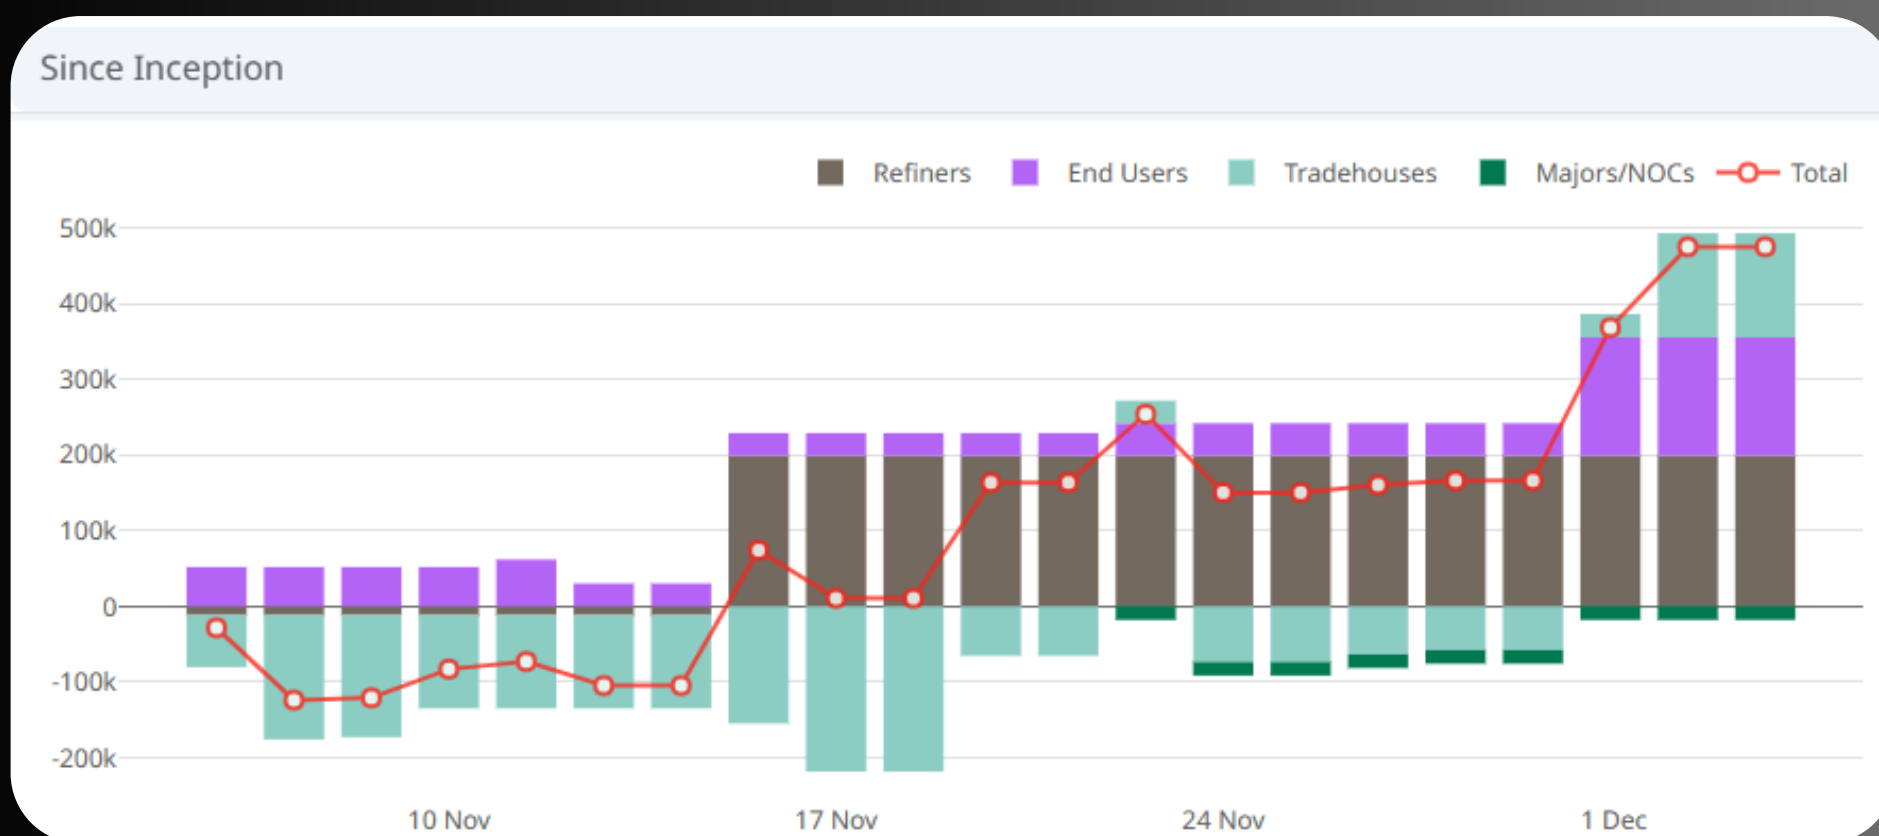 Since Inception
Refiners End Users Tradehouses Majors/NOCs Total
500k
400k
300k
200k
100k
0
-100k
-200k
10 Nov 17 Nov 24 Nov 1 Dec